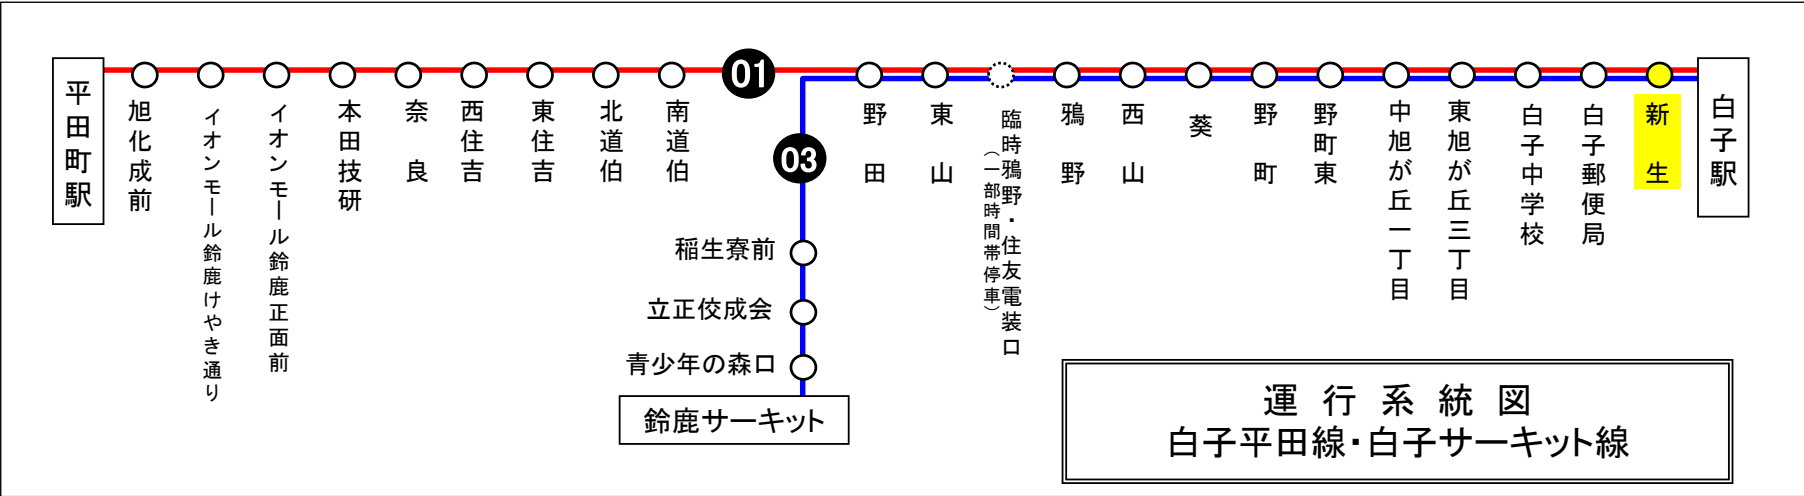 平田町駅
旭化成前
イオンモール鈴鹿けやき通り
イオンモール鈴鹿正面前
本田技研
奈良
西住吉
東住吉
北道伯
南道伯
01
03
野田
東山
臨時鴉野・住友電装口
（一部時間帯停車）
鴉野
西山
葵
野町
野町東
中旭が丘一丁目
東旭が丘三丁目
白子中学校
白子郵便局
新生
白子駅
稲生寮前
立正佼成会
青少年の森口
鈴鹿サーキット
運行系統図
白子平田線・白子サーキット線